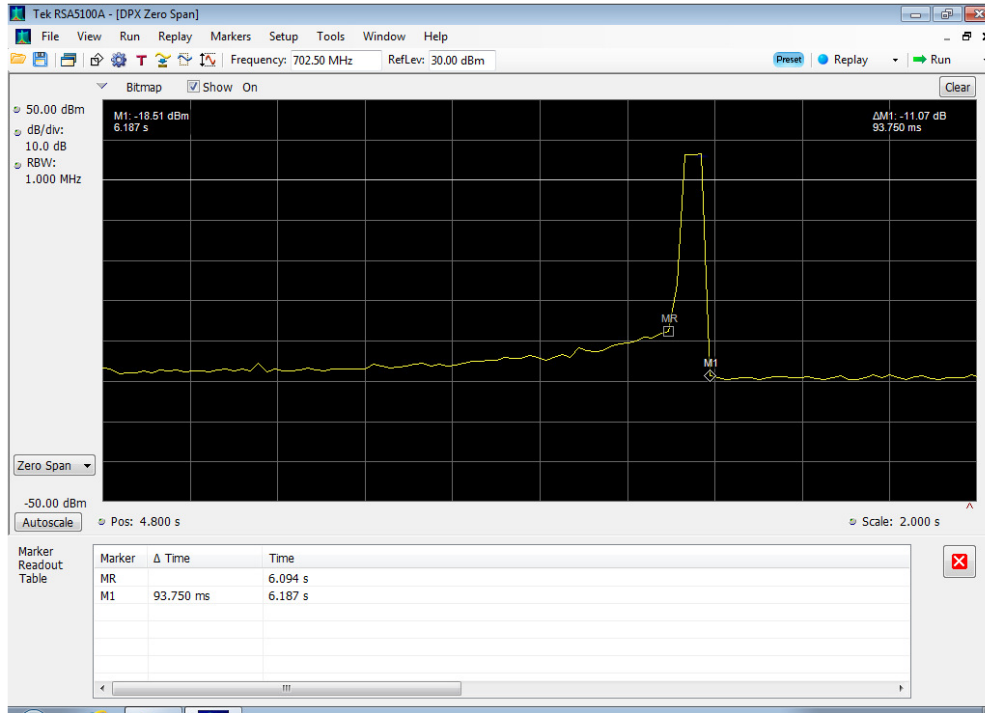 Tek RSA5100A - [DPX Zero Span]
File View Run Replay Markers Setup Tools Window Help
Frequency: 702.50 MHz RefLev: 30.00 dBm Preset Replay Run
Bitmap Show On Clear
50.00 dBm
dB/div:
10.0 dB
RBW:
1.000 MHz
M1: -18.51 dBm
6.187 s
ΔM1: -11.07 dB
93.750 ms
MR
M1
Zero Span
-50.00 dBm
Autoscale Pos: 4.800 s Scale: 2.000 s
Marker
Readout
Table
Marker Δ Time Time
MR 6.094 s
M1 93.750 ms 6.187 s